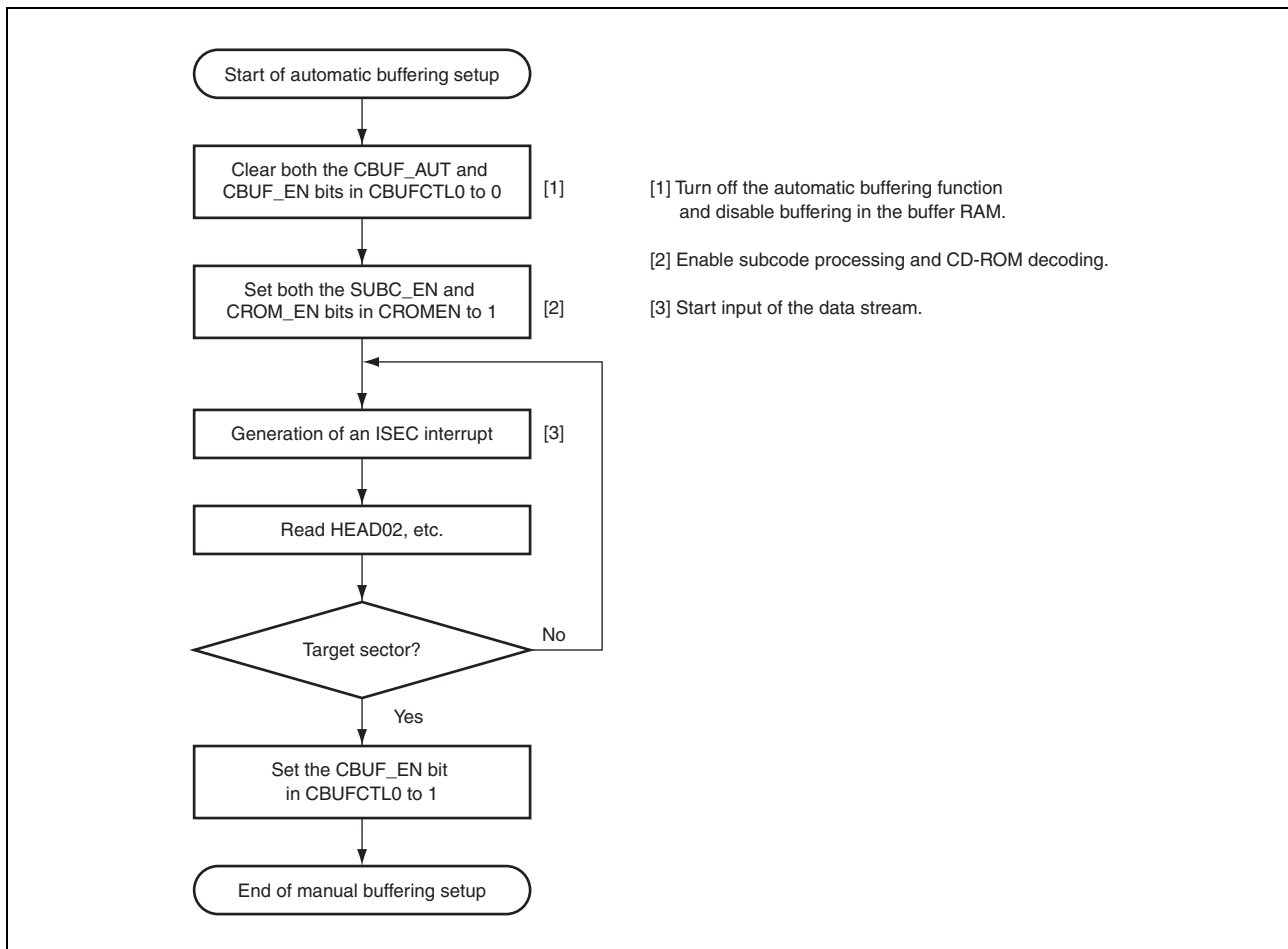 Start of automatic buffering setup
Clear both the CBUF_AUT and
CBUF_EN bits in CBUFCTL0 to 0
[1]
[1] Turn off the automatic buffering function
and disable buffering in the buffer RAM.
[2] Enable subcode processing and CD-ROM decoding.
Set both the SUBC_EN and
CROM_EN bits in CROMEN to 1
[2]
[3] Start input of the data stream.
Generation of an ISEC interrupt
[3]
Read HEAD02, etc.
Target sector?
No
Yes
Set the CBUF_EN bit
in CBUFCTL0 to 1
End of manual buffering setup